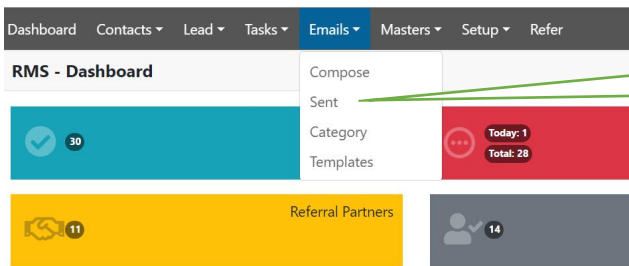 Dashboard Contacts Lead Tasks Emails Masters Setup Refer
RMS - Dashboard
Compose
Sent
Category
Templates
30
Today: 1
Total: 28
Referral Partners
11
14